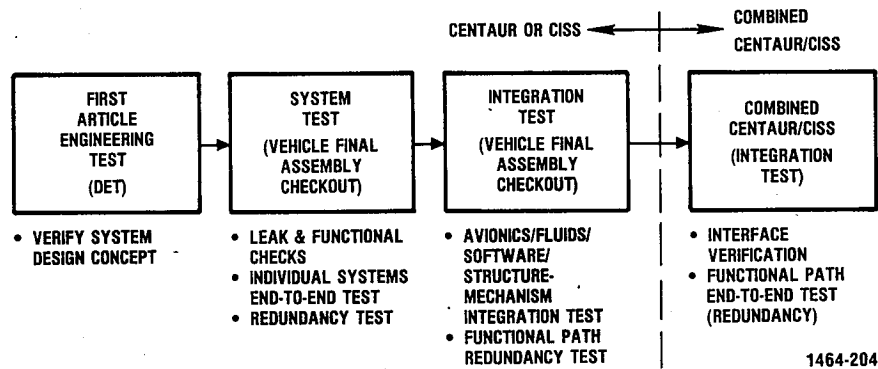 CENTAUR OR CISS
COMBINED
CENTAUR/CISS
FIRST
ARTICLE
ENGINEERING
TEST
(DET)
SYSTEM
TEST
(VEHICLE FINAL
ASSEMBLY
CHECKOUT)
INTEGRATION
TEST
(VEHICLE FINAL
ASSEMBLY
CHECKOUT)
COMBINED
CENTAUR/CISS
(INTEGRATION
TEST)
• VERIFY SYSTEM
DESIGN CONCEPT
• LEAK & FUNCTIONAL
CHECKS
• INDIVIDUAL SYSTEMS
END-TO-END TEST
• REDUNDANCY TEST
• AVIONICS/FLUIDS/
SOFTWARE/
STRUCTURE-
MECHANISM
INTEGRATION TEST
• FUNCTIONAL PATH
REDUNDANCY TEST
• INTERFACE
VERIFICATION
• FUNCTIONAL PATH
END-TO-END TEST
(REDUNDANCY)
1464-204